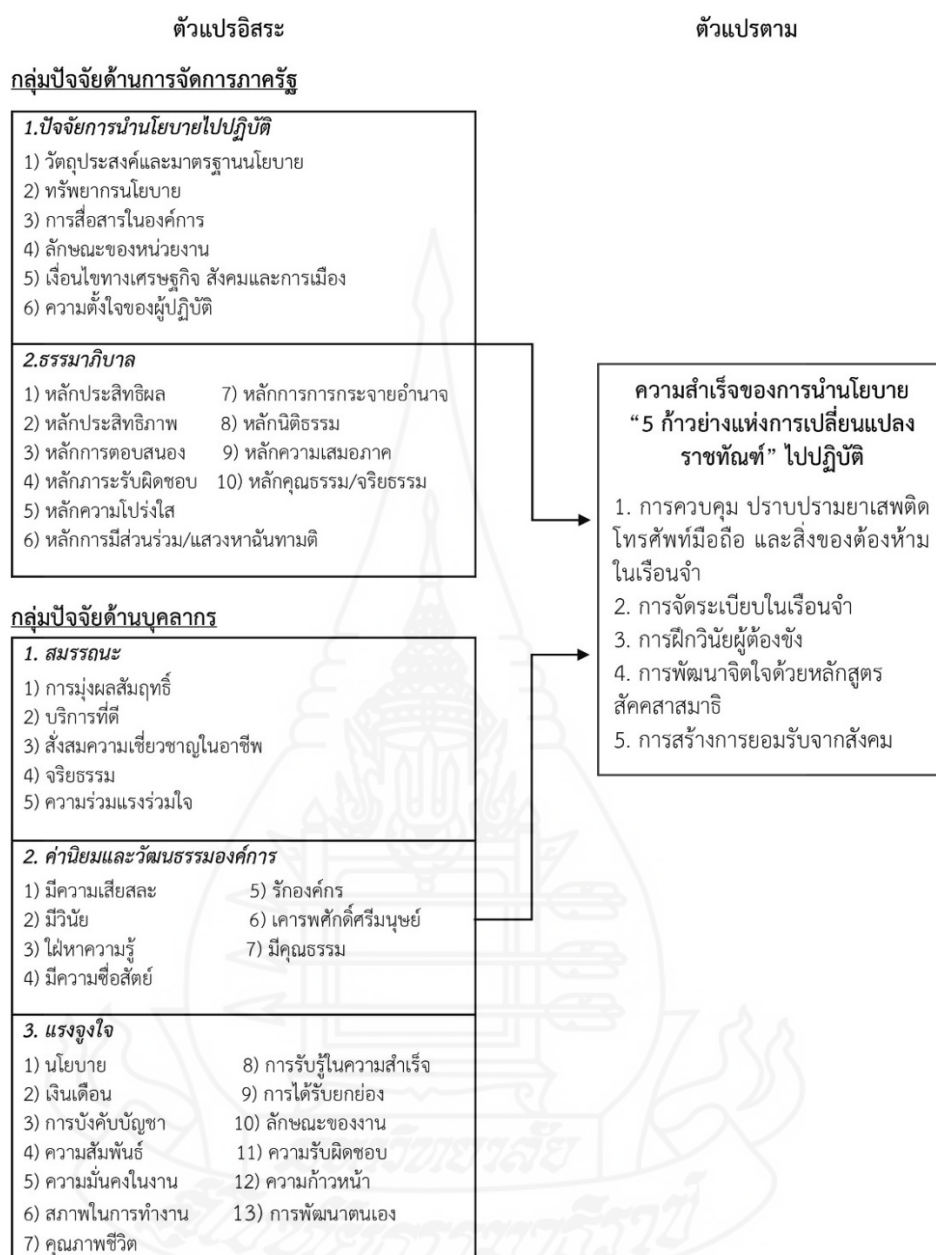 ตัวแปรอิสระ
ตัวแปรตาม
กลุ่มปัจจัยด้านการจัดการภาครัฐ
1.ปัจจัยการนำนโยบายไปปฏิบัติ
1) วัตถุประสงค์และมาตรฐานนโยบาย
2) ทรัพยากรนโยบาย
3) การสื่อสารในองค์การ
4) ลักษณะของหน่วยงาน
5) เงื่อนไขทางเศรษฐกิจ สังคมและการเมือง
6) ความตั้งใจของผู้ปฏิบัติ
2.ธรรมาภิบาล
1) หลักประสิทธิผล 7) หลักการการกระจายอำนาจ
2) หลักประสิทธิภาพ 8) หลักนิติธรรม
3) หลักการตอบสนอง 9) หลักความเสมอภาค
4) หลักภาระรับผิดชอบ 10) หลักคุณธรรม/จริยธรรม
5) หลักความโปร่งใส
6) หลักการมีส่วนร่วม/แสวงหาฉันทามติ
กลุ่มปัจจัยด้านบุคลากร
1. สมรรถนะ
1) การมุ่งผลสัมฤทธิ์
2) บริการที่ดี
3) สั่งสมความเชี่ยวชาญในอาชีพ
4) จริยธรรม
5) ความร่วมแรงร่วมใจ
2. ค่านิยมและวัฒนธรรมองค์การ
1) มีความเสียสละ 5) รักองค์กร
2) มีวินัย 6) เคารพศักดิ์ศรีมนุษย์
3) ใฝ่หาความรู้ 7) มีคุณธรรม
4) มีความซื่อสัตย์
3. แรงจูงใจ
1) นโยบาย 8) การรับรู้ในความสำเร็จ
2) เงินเดือน 9) การได้รับยกย่อง
3) การบังคับบัญชา 10) ลักษณะของงาน
4) ความสัมพันธ์ 11) ความรับผิดชอบ
5) ความมั่นคงในงาน 12) ความก้าวหน้า
6) สภาพในการทำงาน 13) การพัฒนาตนเอง
7) คุณภาพชีวิต
ความสำเร็จของการนำนโยบาย
“5 ก้าวย่างแห่งการเปลี่ยนแปลง
ราชทัณฑ์” ไปปฏิบัติ
1. การควบคุม ปราบปรามยาเสพติด
โทรศัพท์มือถือ และสิ่งของต้องห้าม
ในเรือนจำ
2. การจัดระเบียบในเรือนจำ
3. การฝึกวินัยผู้ต้องขัง
4. การพัฒนาจิตใจด้วยหลักสูตร
สัคคสาสมาธิ
5. การสร้างการยอมรับจากสังคม